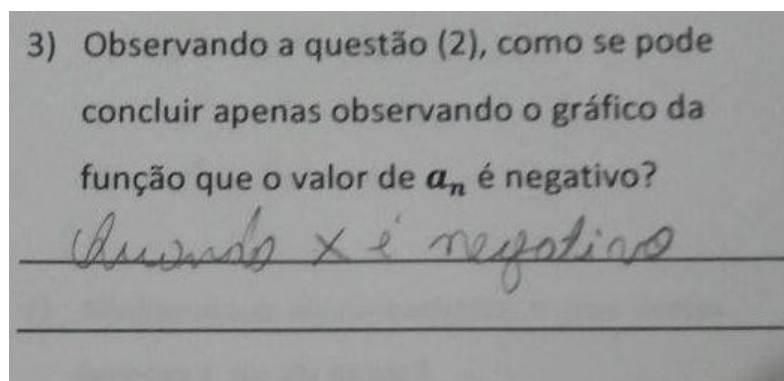 3) Observando a questão (2), como se pode
concluir apenas observando o gráfico da
função que o valor de aₙ é negativo?
Quando x é negativo